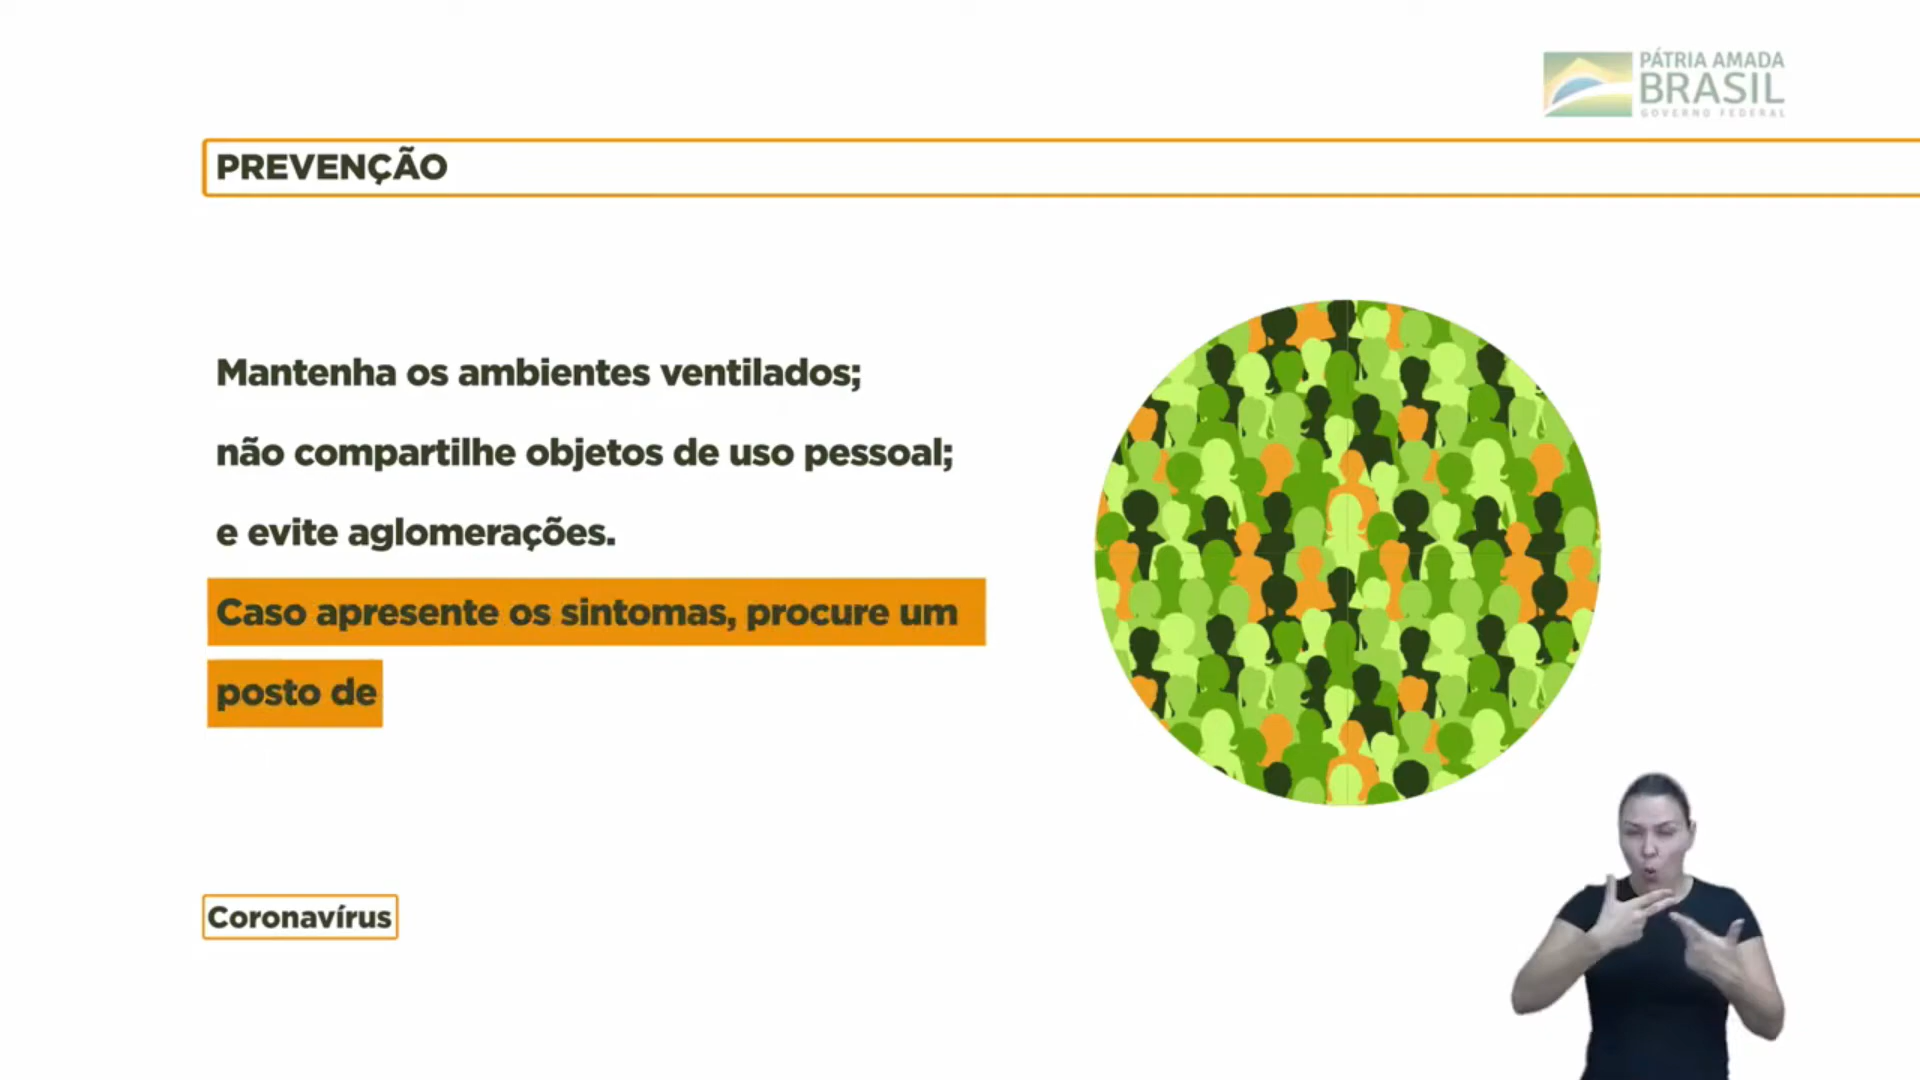 PÁTRIA AMADA
BRASIL
GOVERNO FEDERAL
PREVENÇÃO
Mantenha os ambientes ventilados;
não compartilhe objetos de uso pessoal;
e evite aglomerações.
Caso apresente os sintomas, procure um
posto de
Coronavírus